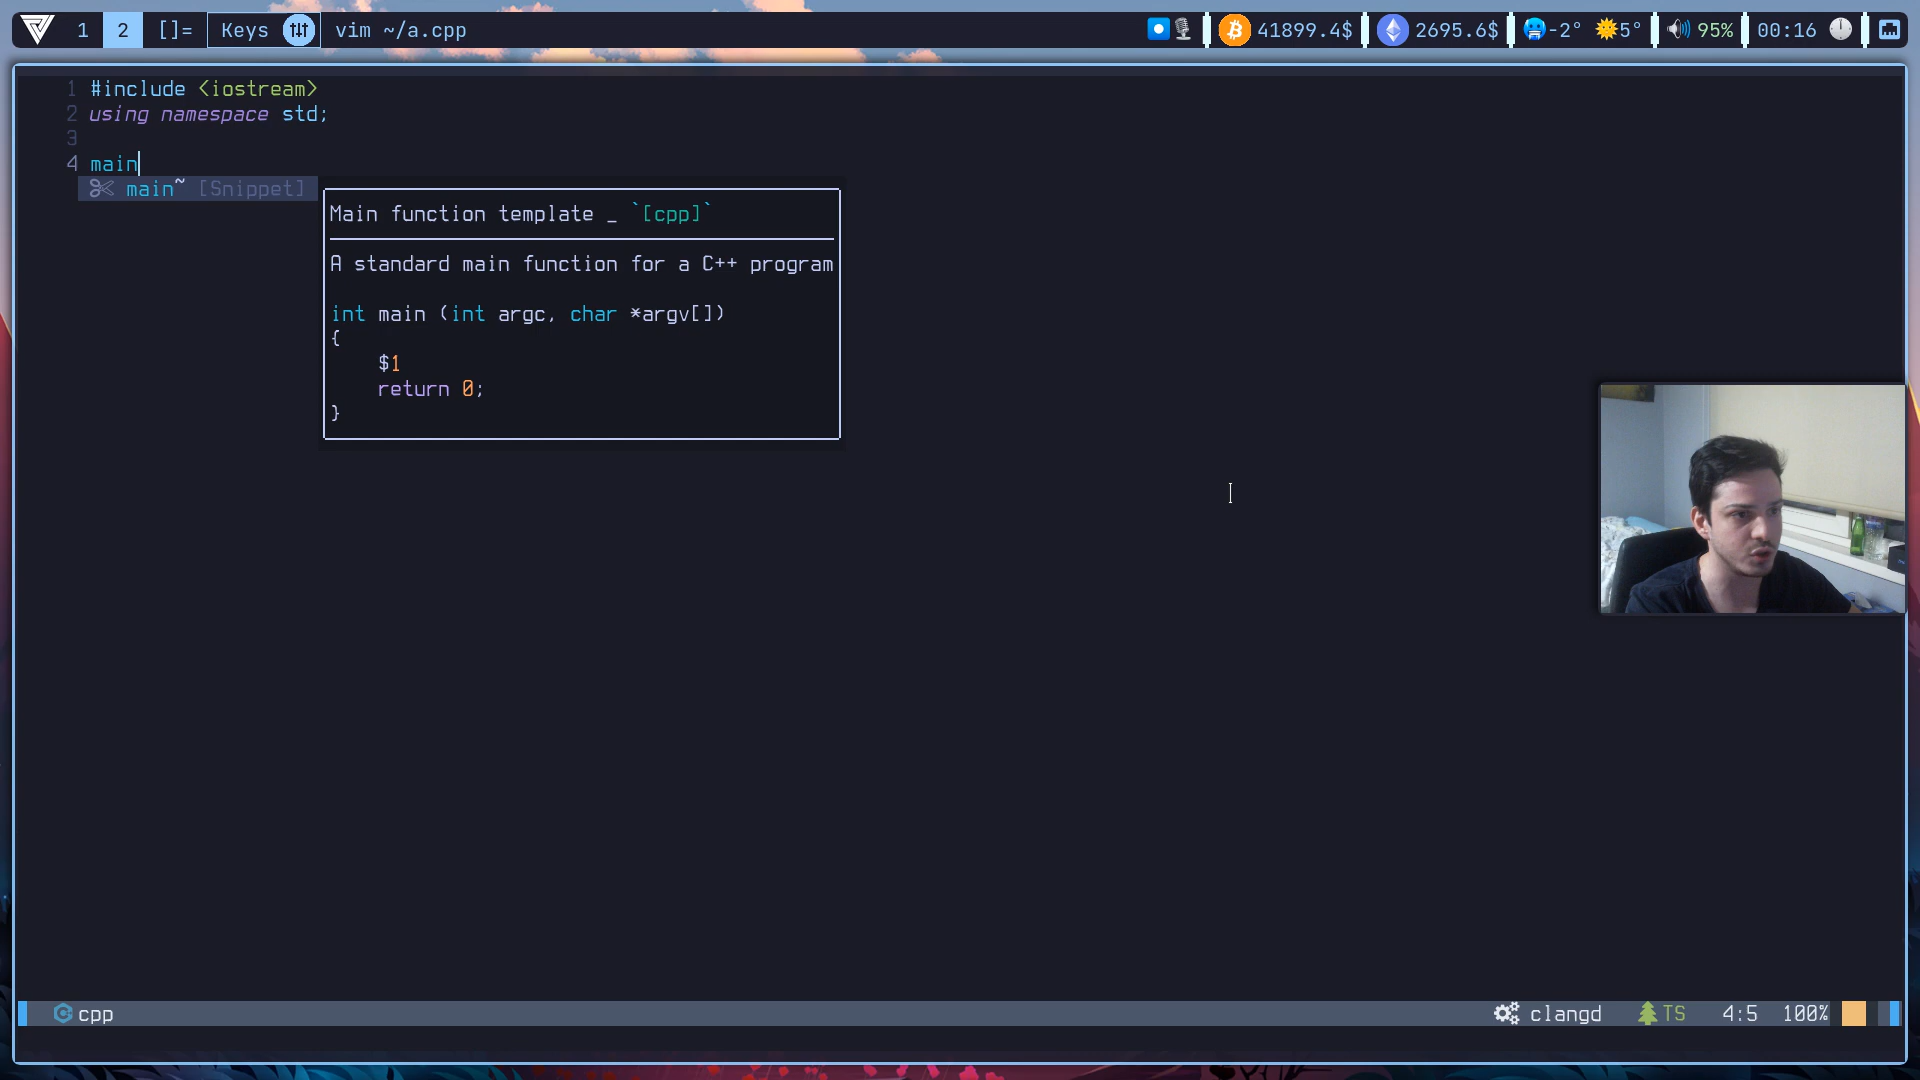 1 2 []= Keys vim ~/a.cpp 41899.4$ 2695.6$ -2° 5° 95% 00:16
1 #include <iostream>
2 using namespace std;
3
4 main
main~ [Snippet]
Main function template _ `[cpp]`
A standard main function for a C++ program
int main (int argc, char *argv[])
{
$1
return 0;
}
cpp clangd TS 4:5 100%